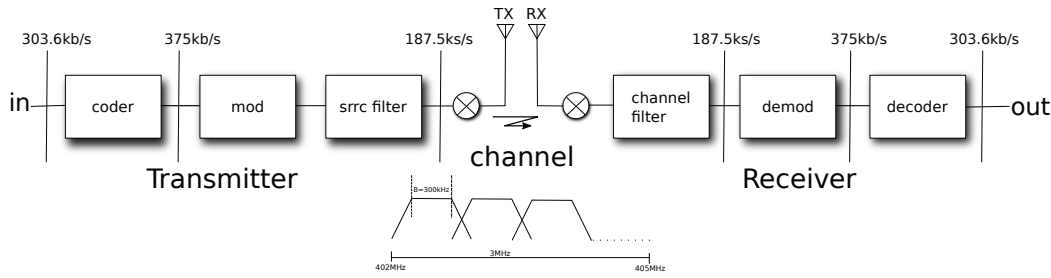 TX RX
303.6kb/s 375kb/s 187.5ks/s 187.5ks/s 375kb/s 303.6kb/s
in coder mod srrc filter channel filter demod decoder out
channel
Transmitter Receiver
B=300kHz
3MHz
402MHz 405MHz